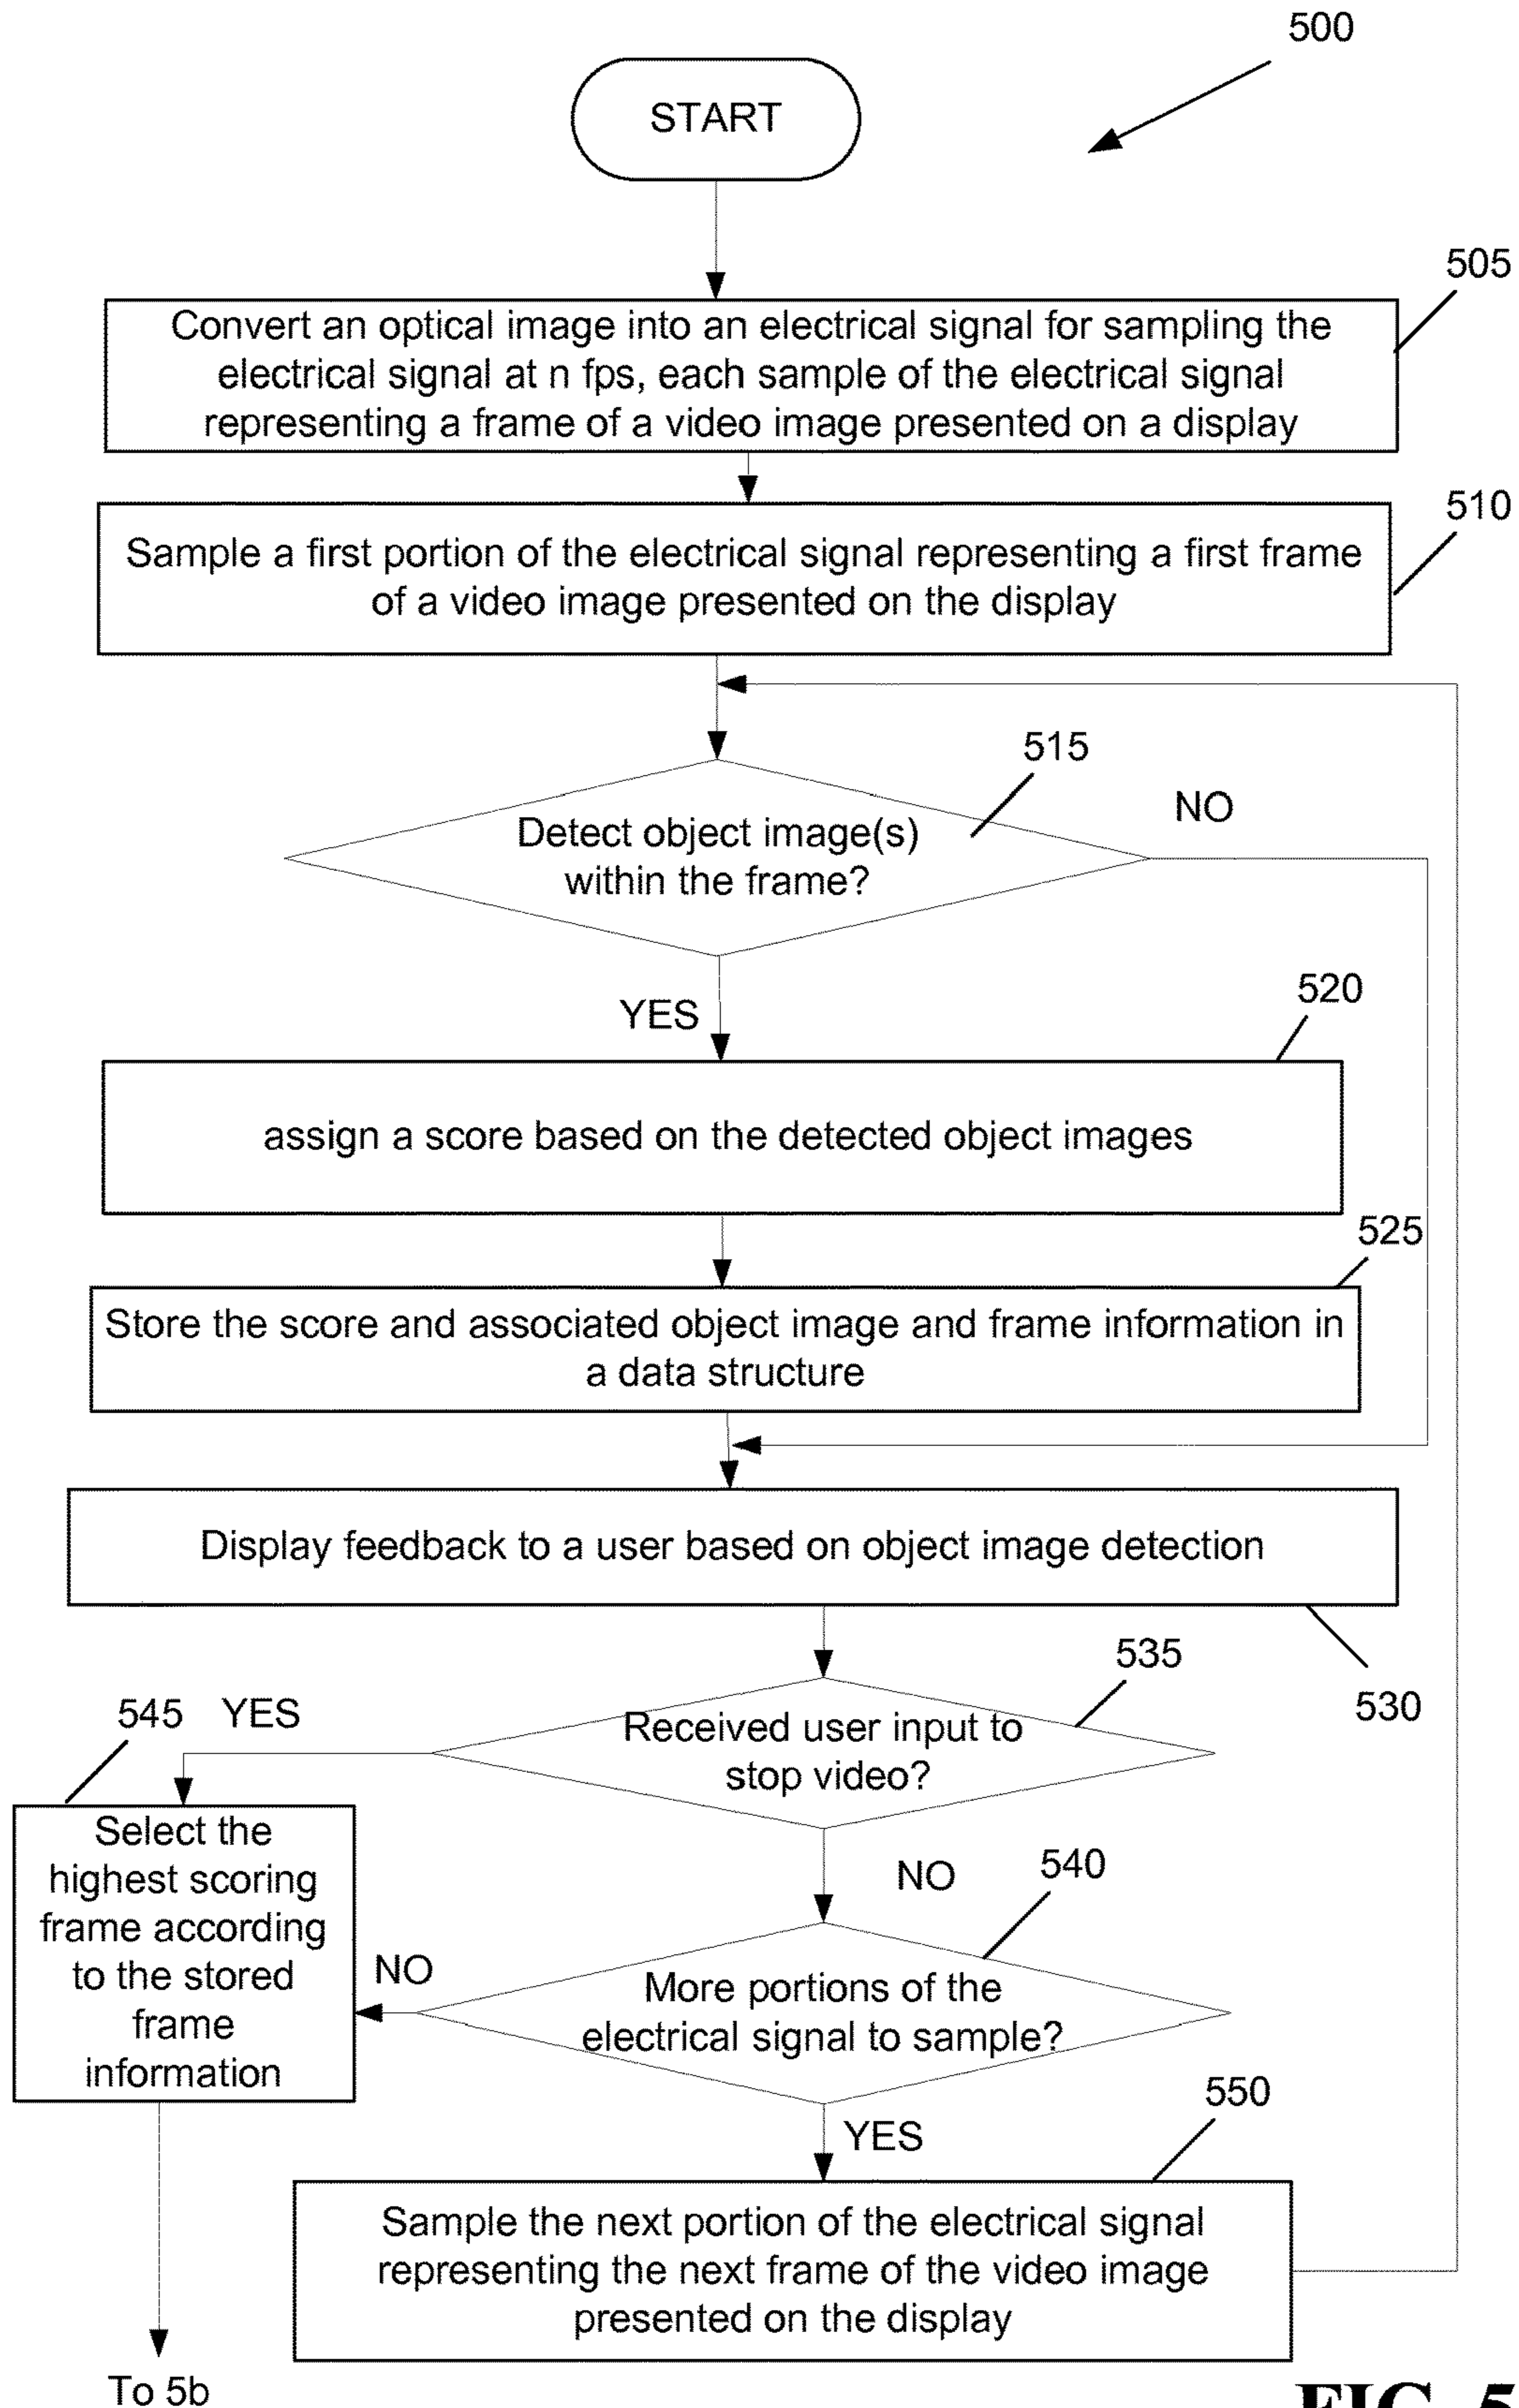 500
START
505
Convert an optical image into an electrical signal for sampling the
electrical signal at n fps, each sample of the electrical signal
representing a frame of a video image presented on a display
510
Sample a first portion of the electrical signal representing a first frame
of a video image presented on the display
515
NO
Detect object image(s)
within the frame?
YES
520
assign a score based on the detected object images
525
Store the score and associated object image and frame information in
a data structure
Display feedback to a user based on object image detection
530
535
545
YES
Received user input to
stop video?
Select the
highest scoring
frame according
to the stored
frame
information
NO
540
NO
More portions of the
electrical signal to sample?
YES
550
Sample the next portion of the electrical signal
representing the next frame of the video image
presented on the display
To 5b
FIG. 5